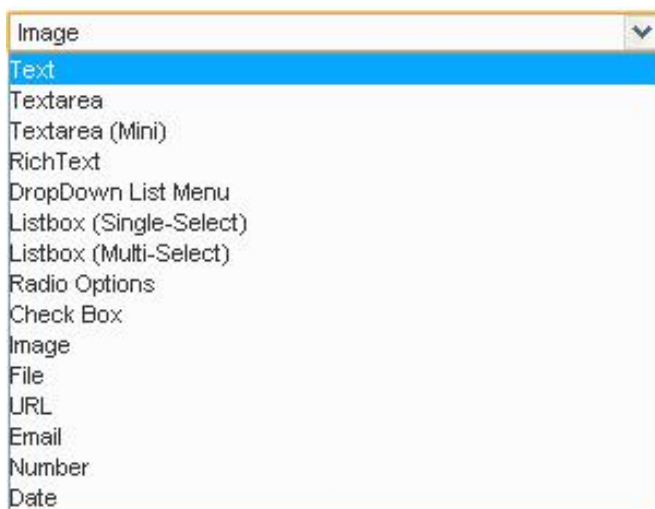 Image
Text
Textarea
Textarea (Mini)
RichText
DropDown List Menu
Listbox (Single-Select)
Listbox (Multi-Select)
Radio Options
Check Box
Image
File
URL
Email
Number
Date